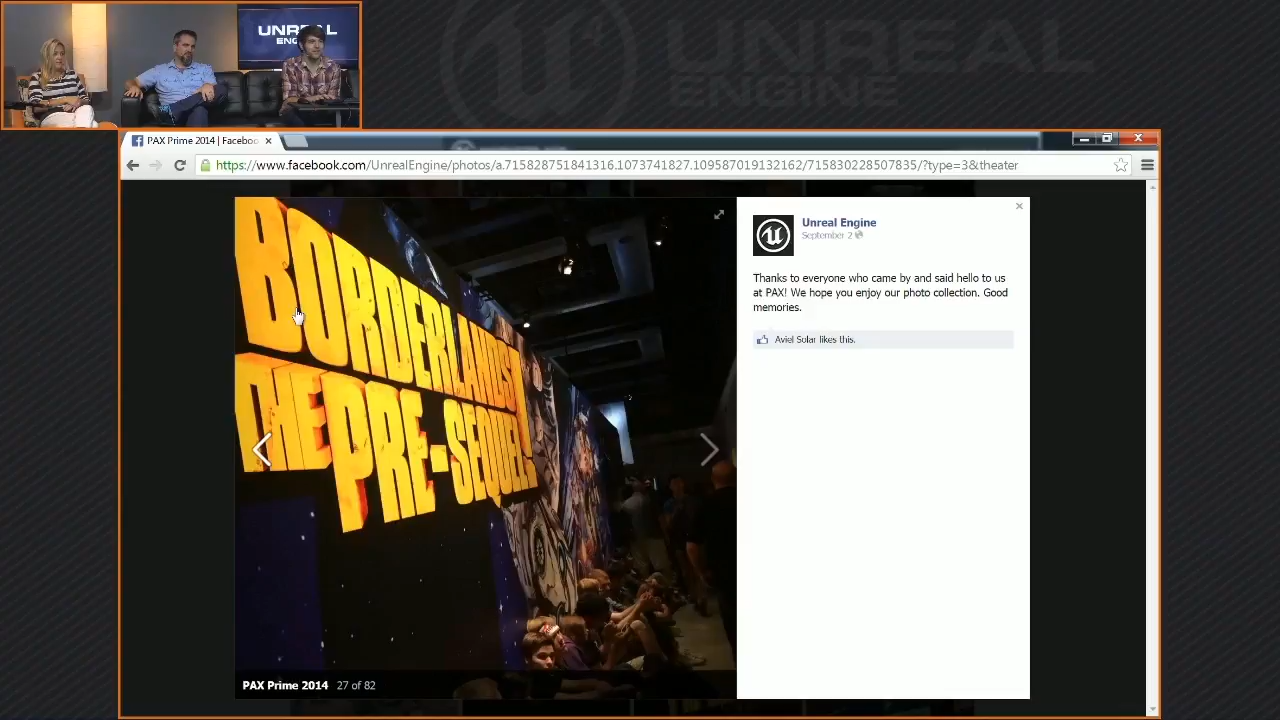 UNREAL
ENGINE
UNREAL
PAX Prime 2014 | Faceboo
https://www.facebook.com/UnrealEngine/photos/a.715828751841316.1073741827.109587019132162/715830228507835/?type=3&theater
BORDERLANDS
THE PRE-SEQUEL!
Unreal Engine
September 2
Thanks to everyone who came by and said hello to us
at PAX! We hope you enjoy our photo collection. Good
memories.
Aviel Solar likes this.
PAX Prime 2014 27 of 82